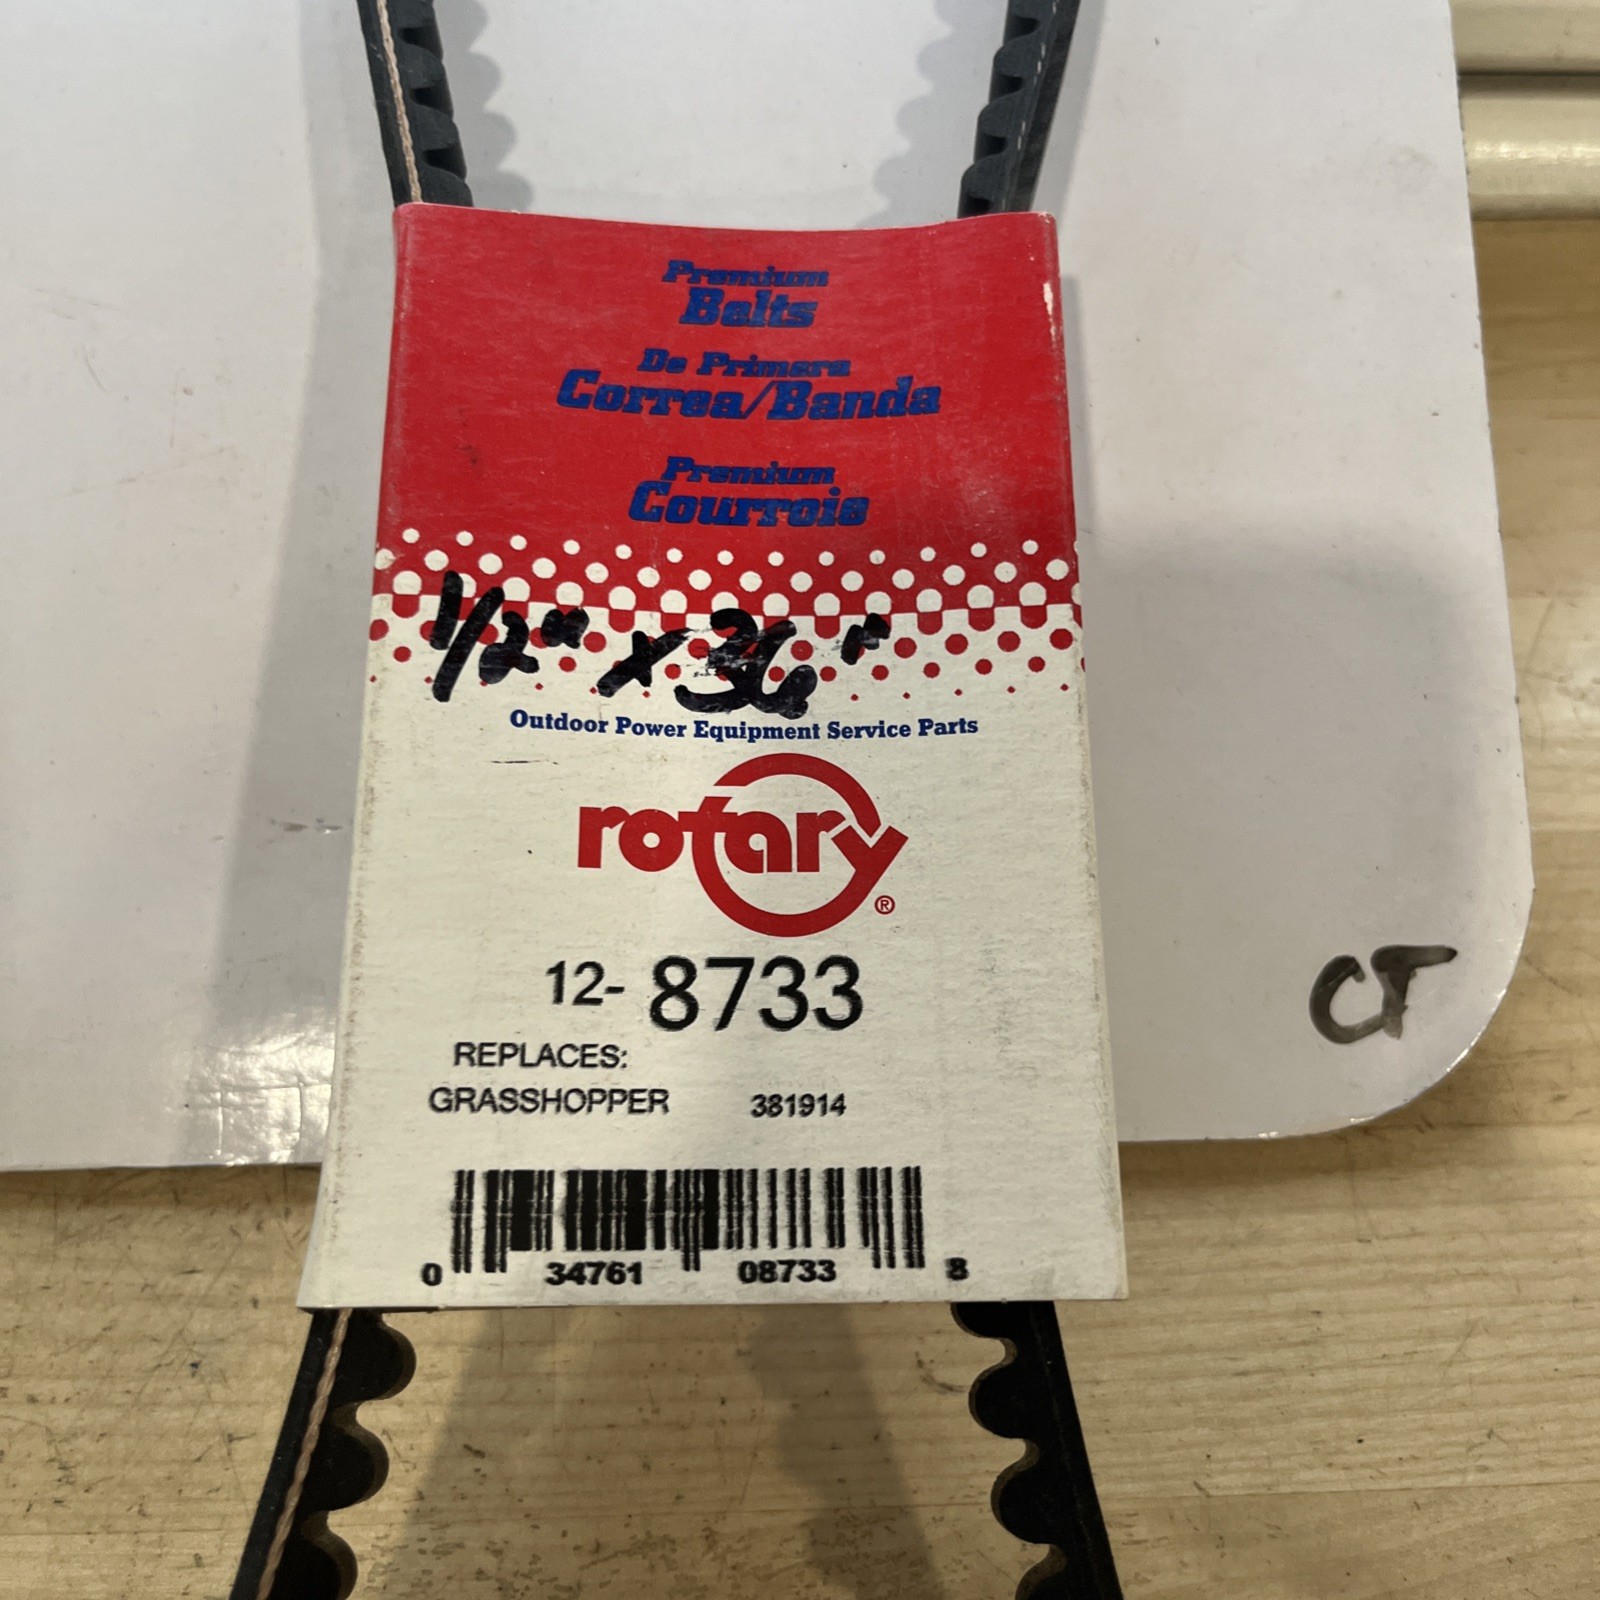 Premium
Belts
De Primera
Correa/Banda
Premium
Courroie
1/2" x 36"
Outdoor Power Equipment Service Parts
rotary®
12- 8733
REPLACES:
GRASSHOPPER 381914
0 34761 08733 8
CT